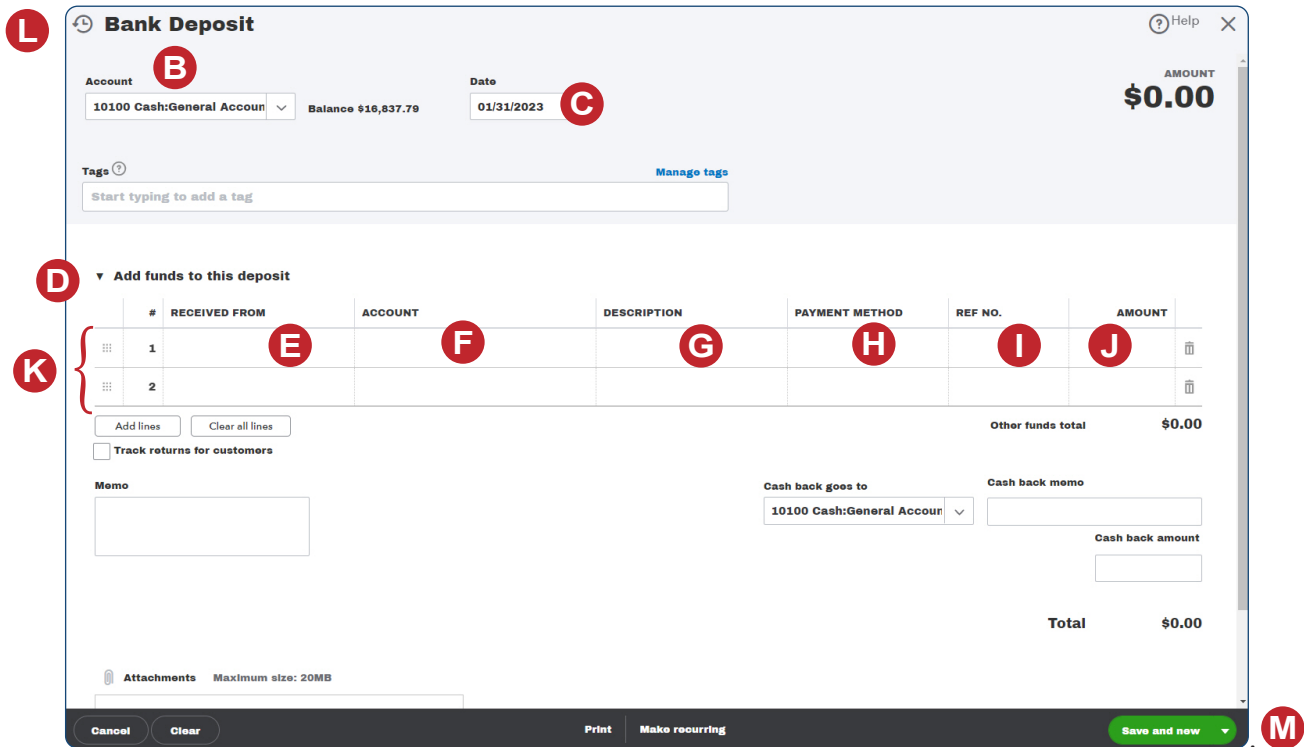 L
Bank Deposit
Help
B
Account
Date
AMOUNT
10100 Cash:General Accoun
Balance $16,837.79
01/31/2023
C
$0.00
Tags
Manage tags
Start typing to add a tag
D
Add funds to this deposit
# RECEIVED FROM ACCOUNT DESCRIPTION PAYMENT METHOD REF NO. AMOUNT
K
1 E F G H I J
2
Add lines
Clear all lines
Other funds total $0.00
Track returns for customers
Memo
Cash back goes to
Cash back memo
10100 Cash:General Accoun
Cash back amount
Total $0.00
Attachments Maximum size: 20MB
Cancel
Clear
Print
Make recurring
Save and new
M